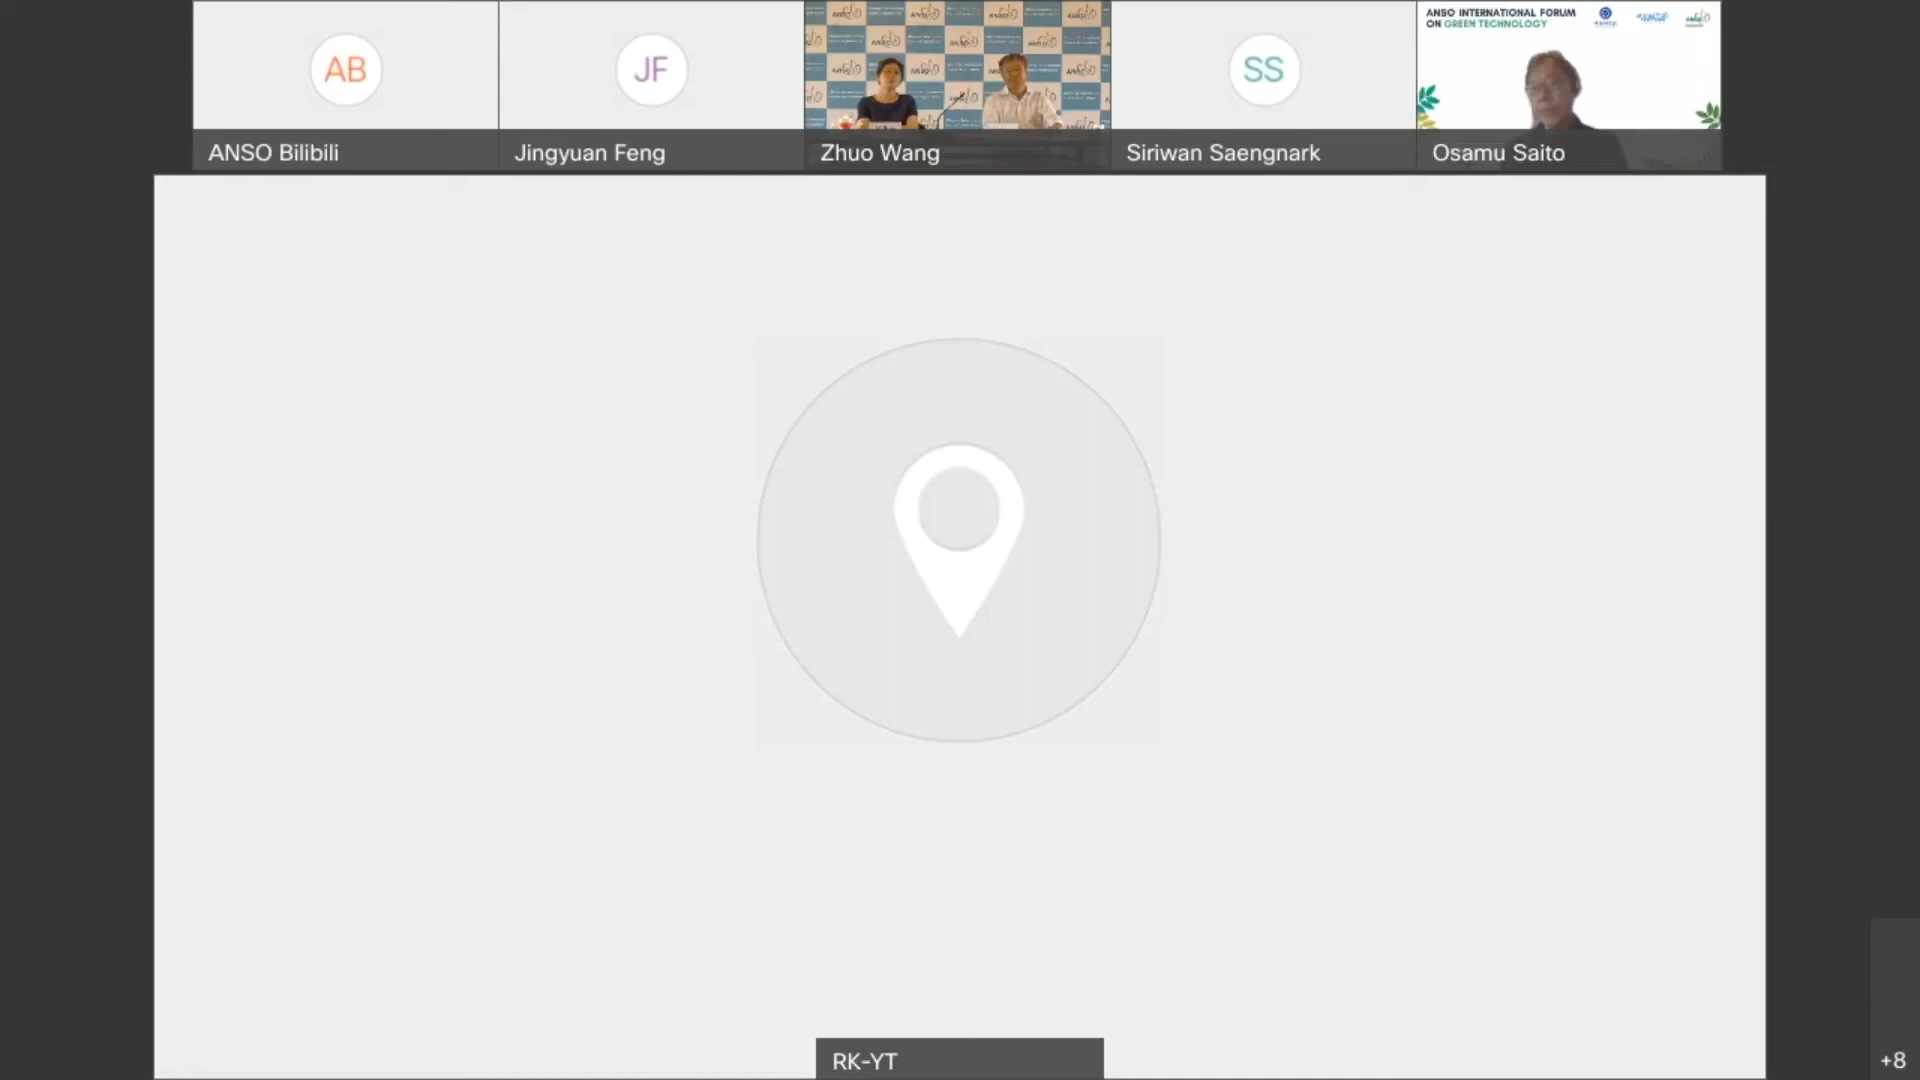 AB
JF
SS
ANSO INTERNATIONAL FORUM
ON GREEN TECHNOLOGY
ANSO Bilibili
Jingyuan Feng
Zhuo Wang
Siriwan Saengnark
Osamu Saito
RK-YT
+8